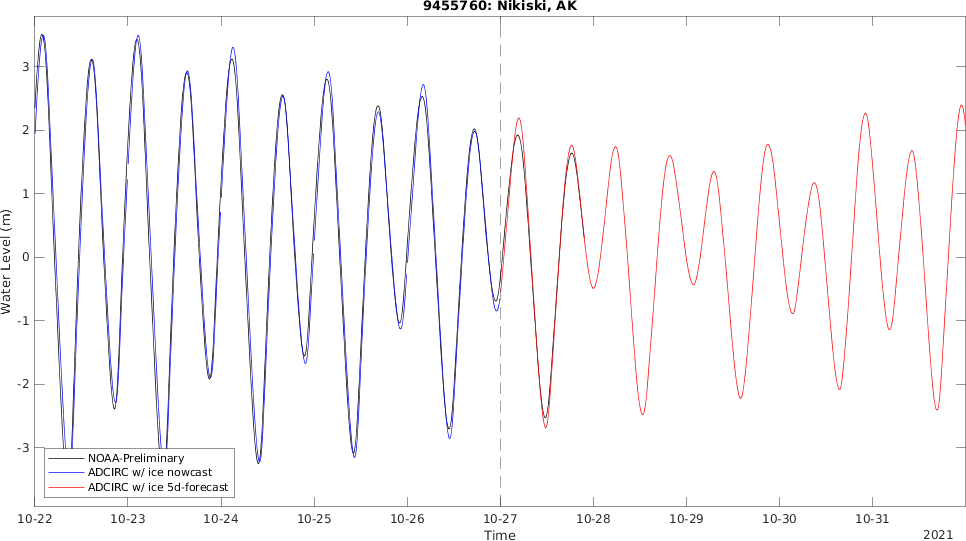 9455760: Nikiski, AK
Water Level (m)
3
2
1
0
-1
-2
-3
NOAA-Preliminary
ADCIRC w/ ice nowcast
ADCIRC w/ ice 5d-forecast
10-22 10-23 10-24 10-25 10-26 10-27 10-28 10-29 10-30 10-31
Time
2021